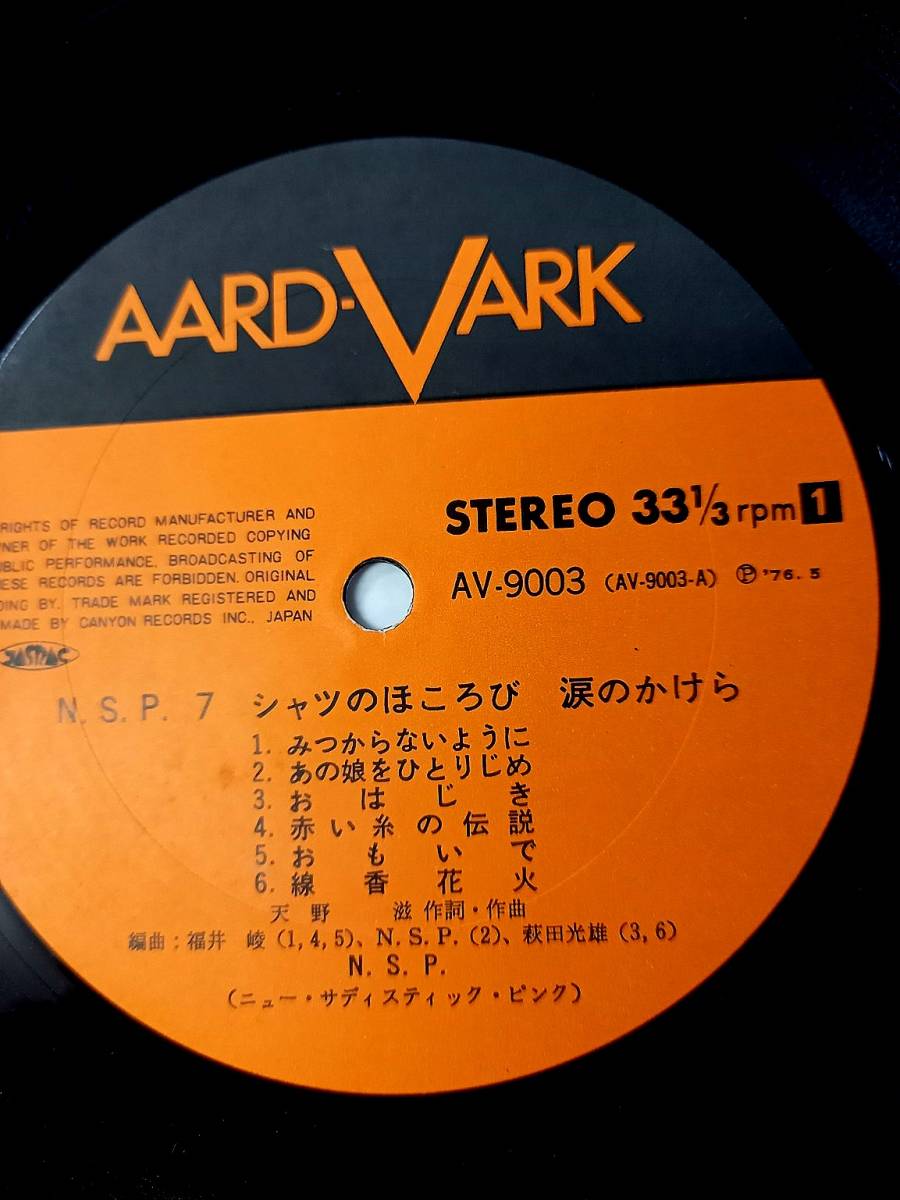 AARD-VARK
RIGHTS OF RECORD MANUFACTURER AND
OF THE WORK RECORDED COPYING
PERFORMANCE, BROADCASTING OF
RECORDS ARE FORBIDDEN. ORIGINAL
BY. TRADE MARK REGISTERED AND
MADE BY CANYON RECORDS INC., JAPAN
JASRAC
STEREO 33 1/3 rpm 1
AV-9003 (AV-9003-A) Ⓟ '76. 5
N. S. P. 7 シャツのほころび 涙のかけら
1. みつからないように
2. あの娘をひとりじめ
3. おはじき
4. 赤い糸の伝説
5. おもいで
6. 線香花火
天野 滋 作詞・作曲
編曲：福井 崚(1,4,5)、N.S.P.(2)、萩田光雄(3,6)
N. S. P.
(ニュー・サディスティック・ピンク)